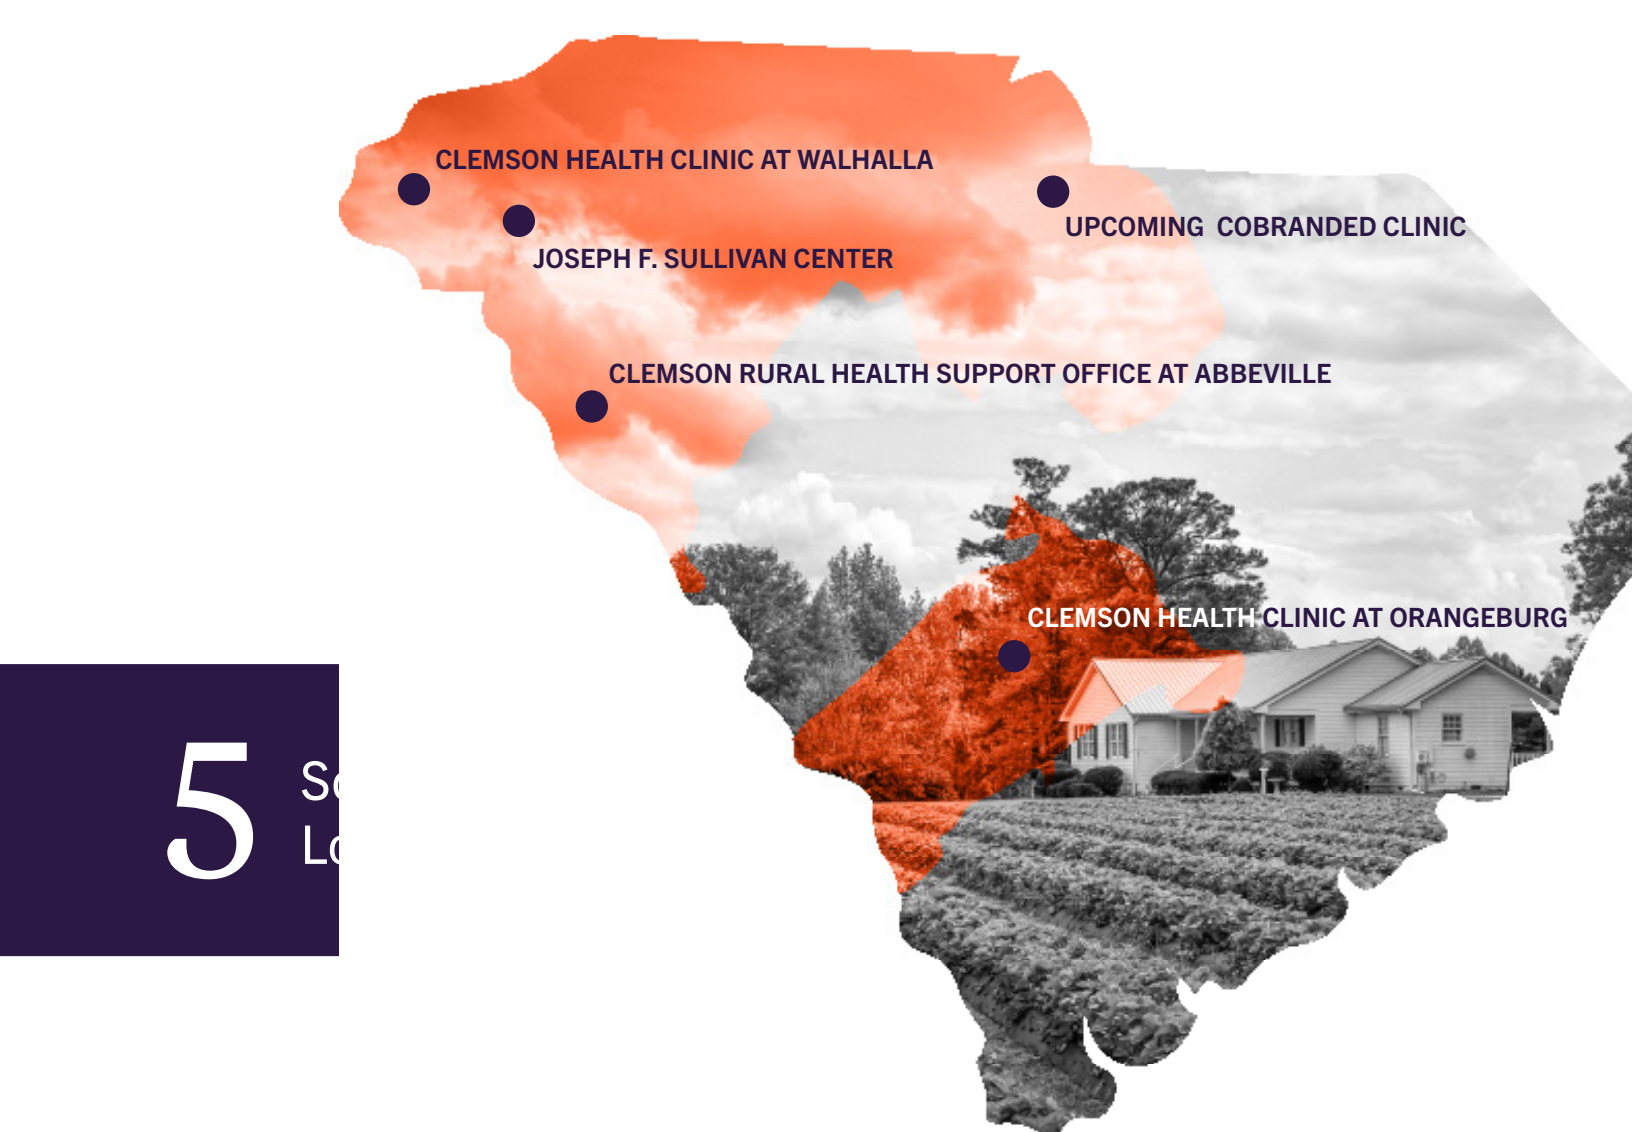 CLEMSON HEALTH CLINIC AT WALHALLA
UPCOMING COBRANDED CLINIC
JOSEPH F. SULLIVAN CENTER
CLEMSON RURAL HEALTH SUPPORT OFFICE AT ABBEVILLE
CLEMSON HEALTH CLINIC AT ORANGEBURG
5